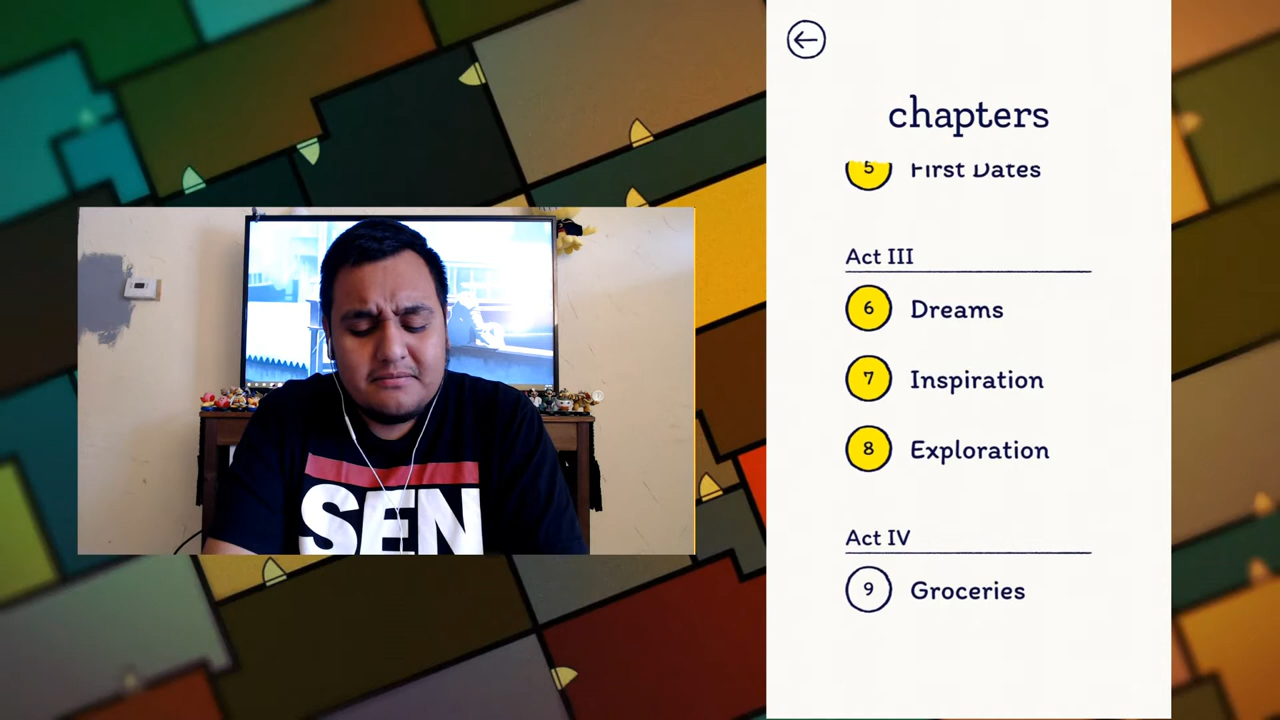 chapters
5 First Dates
Act III
6 Dreams
7 Inspiration
8 Exploration
Act IV
9 Groceries
SEN